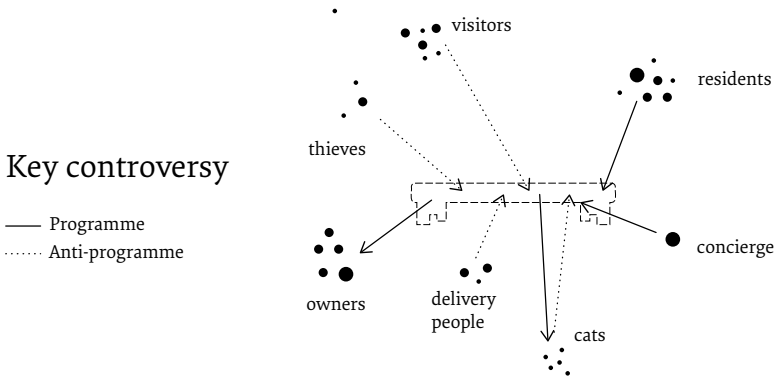 visitors
residents
thieves
Key controversy
Programme
Anti-programme
concierge
owners
delivery
people
cats